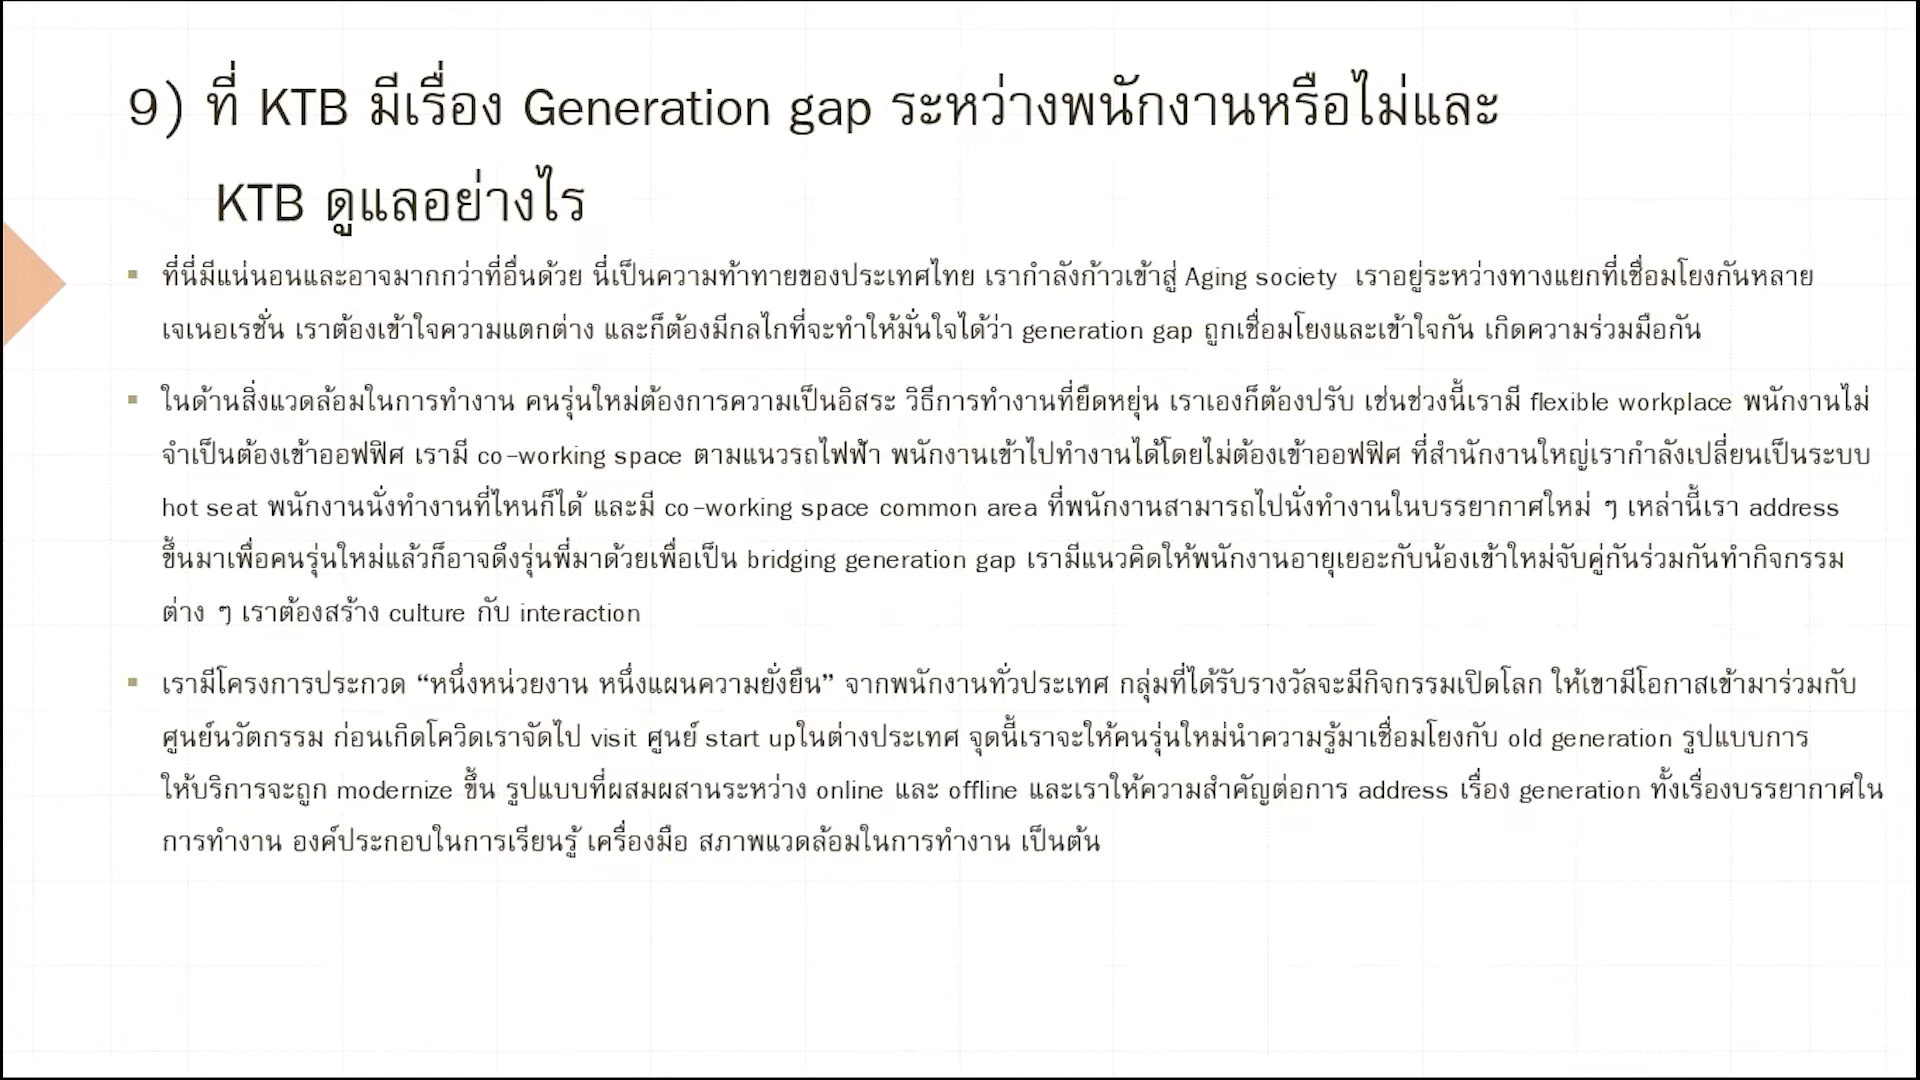 9) ที่ KTB มีเรื่อง Generation gap ระหว่างพนักงานหรือไม่และ
KTB ดูแลอย่างไร
▪ ที่นี่มีแน่นอนและอาจมากกว่าที่อื่นด้วย นี่เป็นความท้าทายของประเทศไทย เรากำลังก้าวเข้าสู่ Aging society เราอยู่ระหว่างทางแยกที่เชื่อมโยงกันหลาย
เจเนอเรชั่น เราต้องเข้าใจความแตกต่าง และก็ต้องมีกลไกที่จะทำให้มั่นใจได้ว่า generation gap ถูกเชื่อมโยงและเข้าใจกัน เกิดความร่วมมือกัน
▪ ในด้านสิ่งแวดล้อมในการทำงาน คนรุ่นใหม่ต้องการความเป็นอิสระ วิธีการทำงานที่ยืดหยุ่น เราเองก็ต้องปรับ เช่นช่วงนี้เรามี flexible workplace พนักงานไม่
จำเป็นต้องเข้าออฟฟิศ เรามี co-working space ตามแนวรถไฟฟ้า พนักงานเข้าไปทำงานได้โดยไม่ต้องเข้าออฟฟิศ ที่สำนักงานใหญ่เรากำลังเปลี่ยนเป็นระบบ
hot seat พนักงานนั่งทำงานที่ไหนก็ได้ และมี co-working space common area ที่พนักงานสามารถไปนั่งทำงานในบรรยากาศใหม่ ๆ เหล่านี้เรา address
ขึ้นมาเพื่อคนรุ่นใหม่แล้วก็อาจดึงรุ่นพี่มาด้วยเพื่อเป็น bridging generation gap เรามีแนวคิดให้พนักงานอายุเยอะกับน้องเข้าใหม่จับคู่กันร่วมกันทำกิจกรรม
ต่าง ๆ เราต้องสร้าง culture กับ interaction
▪ เรามีโครงการประกวด “หนึ่งหน่วยงาน หนึ่งแผนความยั่งยืน” จากพนักงานทั่วประเทศ กลุ่มที่ได้รับรางวัลจะมีกิจกรรมเปิดโลก ให้เขามีโอกาสเข้ามาร่วมกับ
ศูนย์นวัตกรรม ก่อนเกิดโควิดเราจัดไป visit ศูนย์ start upในต่างประเทศ จุดนี้เราจะให้คนรุ่นใหม่นำความรู้มาเชื่อมโยงกับ old generation รูปแบบการ
ให้บริการจะถูก modernize ขึ้น รูปแบบที่ผสมผสานระหว่าง online และ offline และเราให้ความสำคัญต่อการ address เรื่อง generation ทั้งเรื่องบรรยากาศใน
การทำงาน องค์ประกอบในการเรียนรู้ เครื่องมือ สภาพแวดล้อมในการทำงาน เป็นต้น